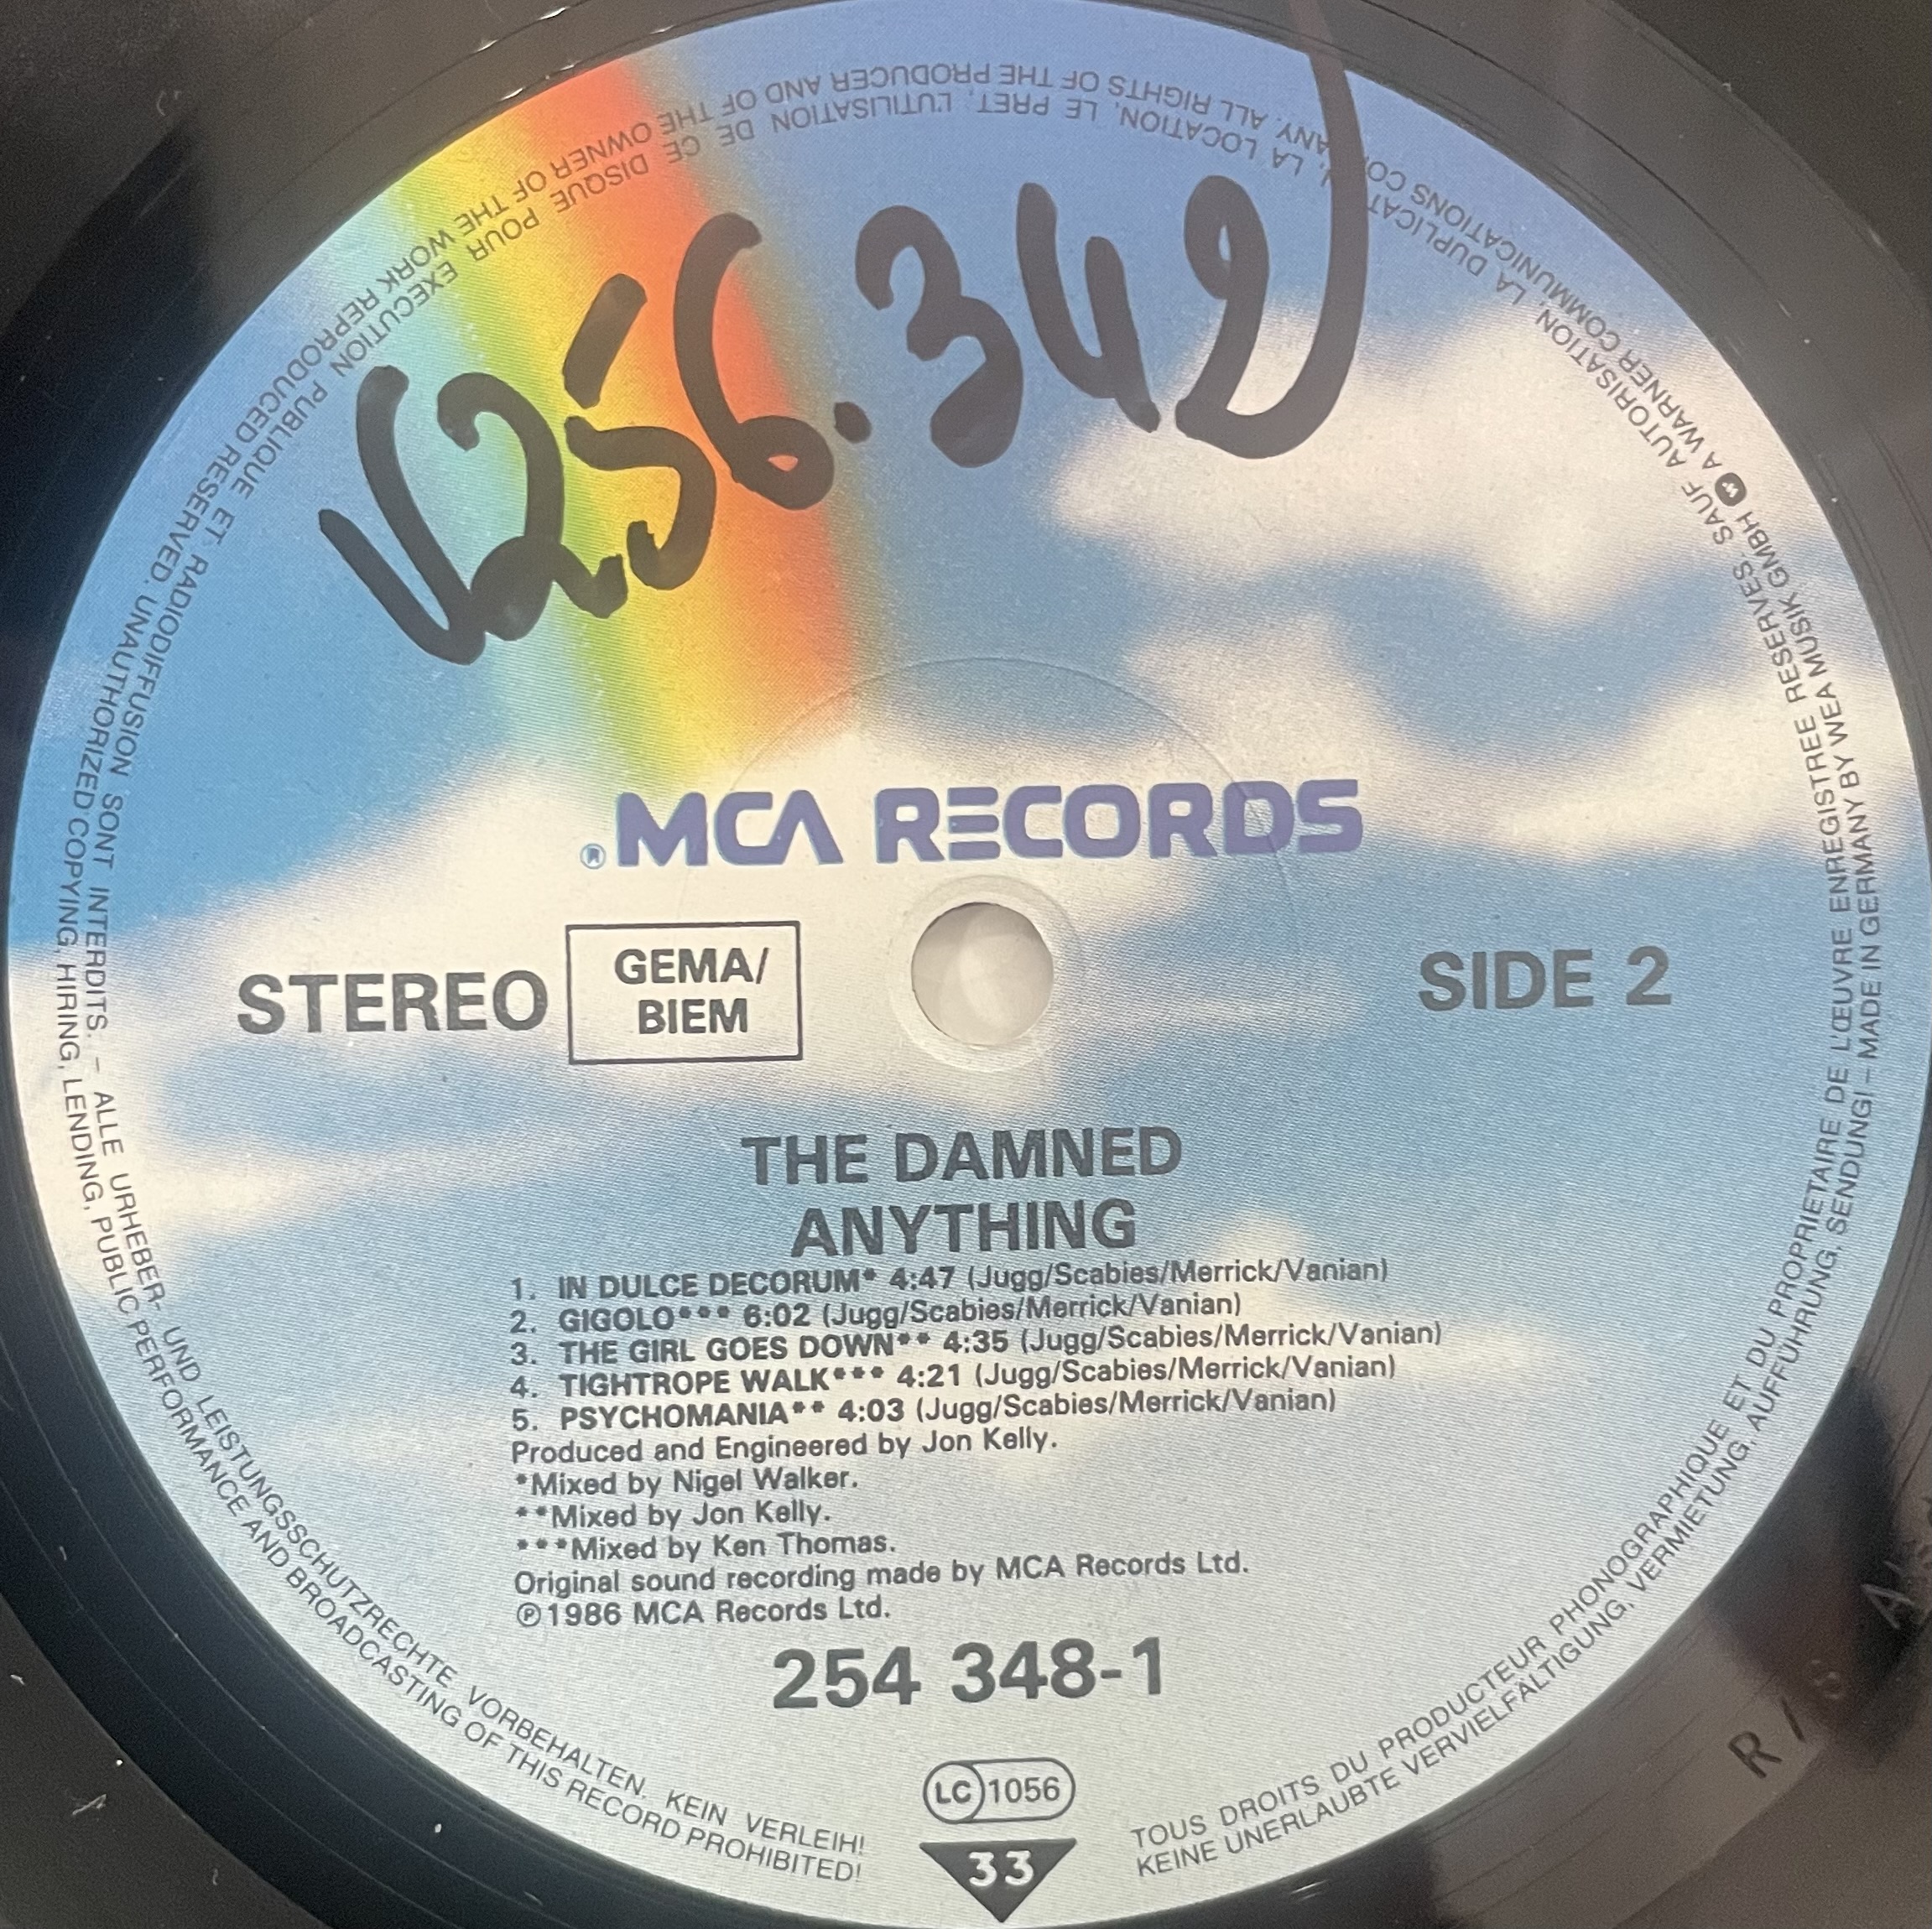 V256.342
®MCA RECORDS
STEREO
GEMA/
BIEM
SIDE 2
THE DAMNED
ANYTHING
1. IN DULCE DECORUM* 4:47 (Jugg/Scabies/Merrick/Vanian)
2. GIGOLO*** 6:02 (Jugg/Scabies/Merrick/Vanian)
3. THE GIRL GOES DOWN** 4:35 (Jugg/Scabies/Merrick/Vanian)
4. TIGHTROPE WALK*** 4:21 (Jugg/Scabies/Merrick/Vanian)
5. PSYCHOMANIA** 4:03 (Jugg/Scabies/Merrick/Vanian)
Produced and Engineered by Jon Kelly.
*Mixed by Nigel Walker.
**Mixed by Jon Kelly.
***Mixed by Ken Thomas.
Original sound recording made by MCA Records Ltd.
℗1986 MCA Records Ltd.
254 348-1
LC 1056
33
TOUS DROITS DU PRODUCTEUR PHONOGRAPHIQUE ET DU PROPRIETAIRE DE L'ŒUVRE ENREGISTREE RESERVES. SAUF AUTORISATION, LA DUPLICATION, LA LOCATION, LE PRET, L'UTILISATION DE CE DISQUE POUR EXECUTION PUBLIQUE ET RADIODIFFUSION SONT INTERDITS. – ALLE URHEBER- UND LEISTUNGSSCHUTZRECHTE VORBEHALTEN. KEIN VERLEIH!
KEINE UNERLAUBTE VERVIELFÄLTIGUNG, VERMIETUNG, AUFFÜHRUNG, SENDUNG! – MADE IN GERMANY BY WEA MUSIK GMBH A WARNER COMMUNICATIONS COMPANY. ALL RIGHTS OF THE PRODUCER AND OF THE OWNER OF THE WORK REPRODUCED RESERVED. UNAUTHORIZED COPYING, HIRING, LENDING, PUBLIC PERFORMANCE AND BROADCASTING OF THIS RECORD PROHIBITED!